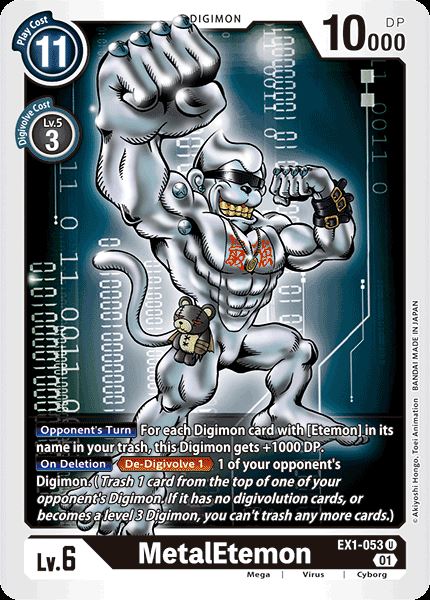 DIGIMON
Play Cost
11
DP
10000
Digivolve Cost
Lv.5
3
Opponent's Turn For each Digimon card with [Etemon] in its
name in your trash, this Digimon gets +1000 DP.
On Deletion De-Digivolve 1 1 of your opponent's
Digimon. (Trash 1 card from the top of one of your
opponent's Digimon. If it has no digivolution cards, or
becomes a level 3 Digimon, you can't trash any more cards.)
©Akiyoshi Hongo, Toei Animation BANDAI MADE IN JAPAN
Lv.6
MetalEtemon
EX1-053 U
01
Mega | Virus | Cyborg